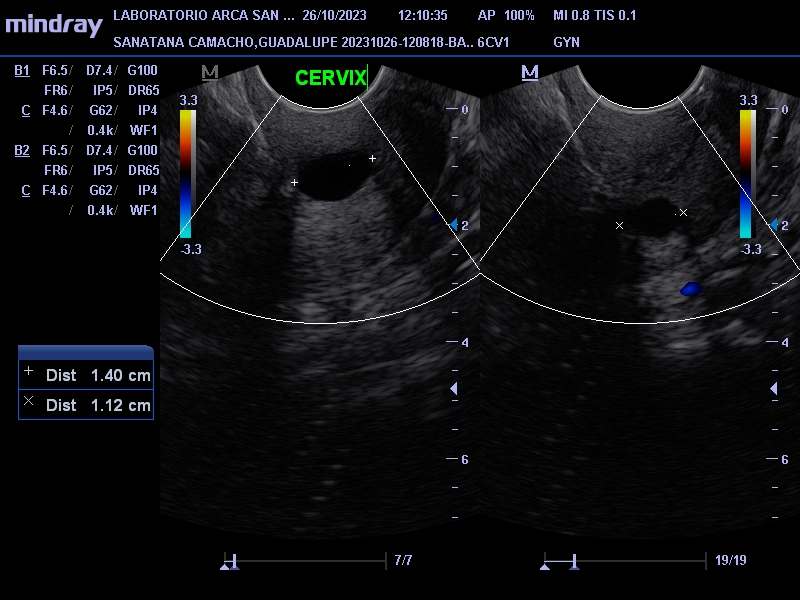 mindray
LABORATORIO ARCA SAN ... 26/10/2023 12:10:35 AP 100% MI 0.8 TIS 0.1
SANATANA CAMACHO,GUADALUPE 20231026-120818-BA.. 6CV1 GYN
B1 F6.5/ D7.4/ G100
FR6/ IP5/ DR65
C F4.6/ G62/ IP4
/ 0.4k/ WF1
B2 F6.5/ D7.4/ G100
FR6/ IP5/ DR65
C F4.6/ G62/ IP4
/ 0.4k/ WF1
M
CERVIX
3.3
-3.3
0
2
4
6
7/7
M
3.3
-3.3
0
2
4
6
19/19
+ Dist 1.40 cm
× Dist 1.12 cm